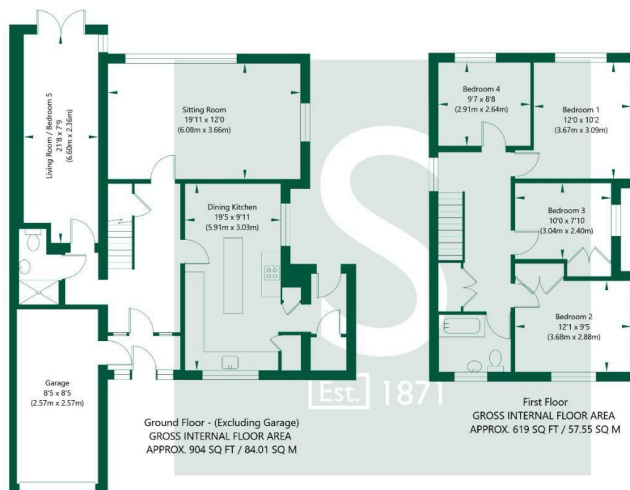 Living Room / Bedroom 5
21'8 x 7'9
(6.60m x 2.36m)
Sitting Room
19'11 x 12'0
(6.08m x 3.66m)
Dining Kitchen
19'5 x 9'11
(5.91m x 3.03m)
Garage
8'5 x 8'5
(2.57m x 2.57m)
Ground Floor - (Excluding Garage)
GROSS INTERNAL FLOOR AREA
APPROX. 904 SQ FT / 84.01 SQ M
Bedroom 4
9'7 x 8'8
(2.91m x 2.64m)
Bedroom 1
12'0 x 10'2
(3.67m x 3.09m)
Bedroom 3
10'0 x 7'10
(3.04m x 2.40m)
Bedroom 2
12'1 x 9'5
(3.68m x 2.88m)
First Floor
GROSS INTERNAL FLOOR AREA
APPROX. 619 SQ FT / 57.55 SQ M
S
Est. 1871